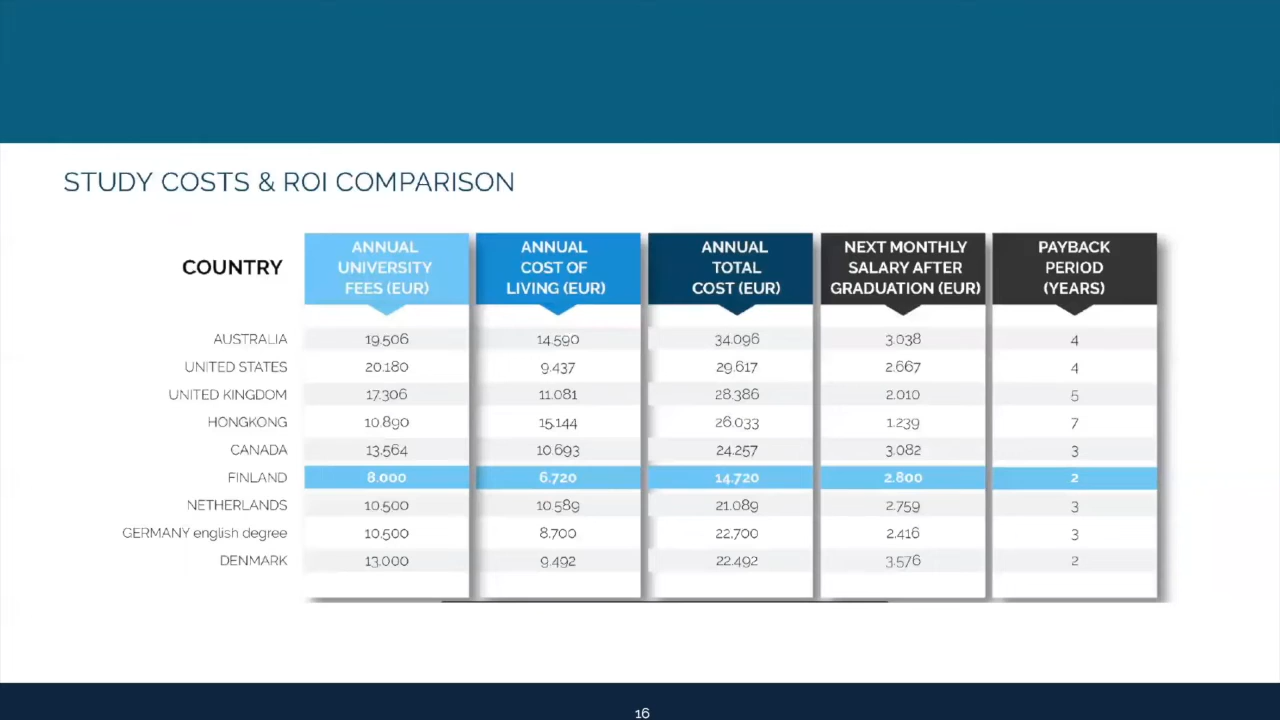 STUDY COSTS & ROI COMPARISON
COUNTRY
ANNUAL UNIVERSITY FEES (EUR)
ANNUAL COST OF LIVING (EUR)
ANNUAL TOTAL COST (EUR)
NEXT MONTHLY SALARY AFTER GRADUATION (EUR)
PAYBACK PERIOD (YEARS)
AUSTRALIA 19.506 14.590 34.096 3.038 4
UNITED STATES 20.180 9.437 29.617 2.667 4
UNITED KINGDOM 17.306 11.081 28.386 2.010 5
HONGKONG 10.890 15.144 26.033 1.239 7
CANADA 13.564 10.693 24.257 3.082 3
FINLAND 8.000 6.720 14.720 2.800 2
NETHERLANDS 10.500 10.589 21.089 2.759 3
GERMANY english degree 10.500 8.700 22.700 2.416 3
DENMARK 13.000 9.492 22.492 3.576 2
16